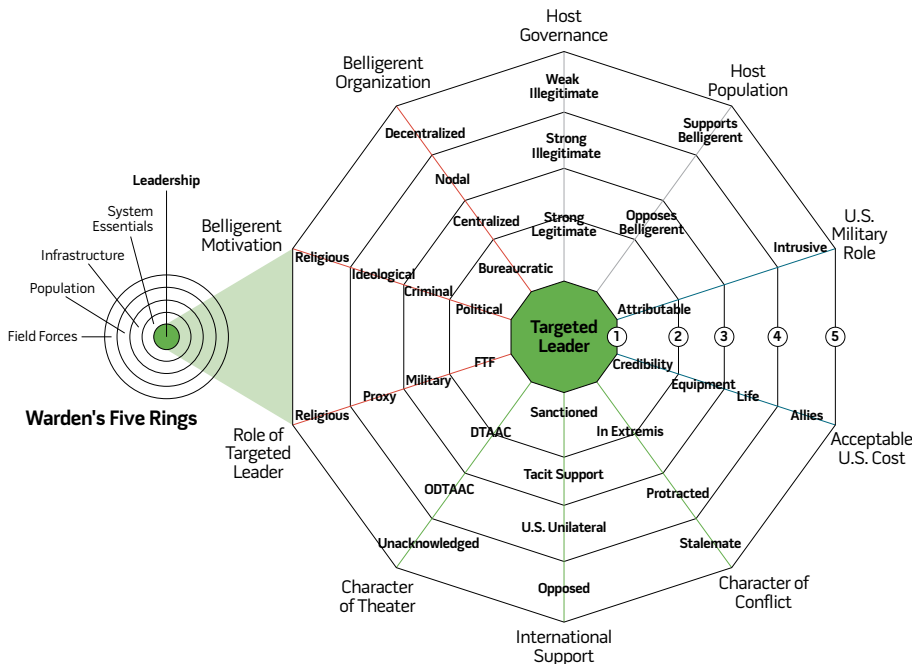 Host
Governance
Belligerent
Organization
Host
Population
Weak
Illegitimate
Decentralized
Supports
Belligerent
Strong
Illegitimate
Leadership
Nodal
System
Essentials
Belligerent
Motivation
Centralized
Strong
Legitimate
Opposes
Belligerent
U.S.
Military
Role
Infrastructure
Religious
Ideological
Intrusive
Bureaucratic
Population
Criminal
Political
Attributable
Field Forces
Targeted
Leader
1
2
3
4
5
FTF
Credibility
Military
Equipment
Proxy
Life
Religious
Allies
Warden's Five Rings
Sanctioned
Role of
Targeted
Leader
DTAAC
In Extremis
Acceptable
U.S. Cost
Tacit Support
ODTAAC
Protracted
U.S. Unilateral
Unacknowledged
Stalemate
Character
of Theater
Opposed
Character of
Conflict
International
Support